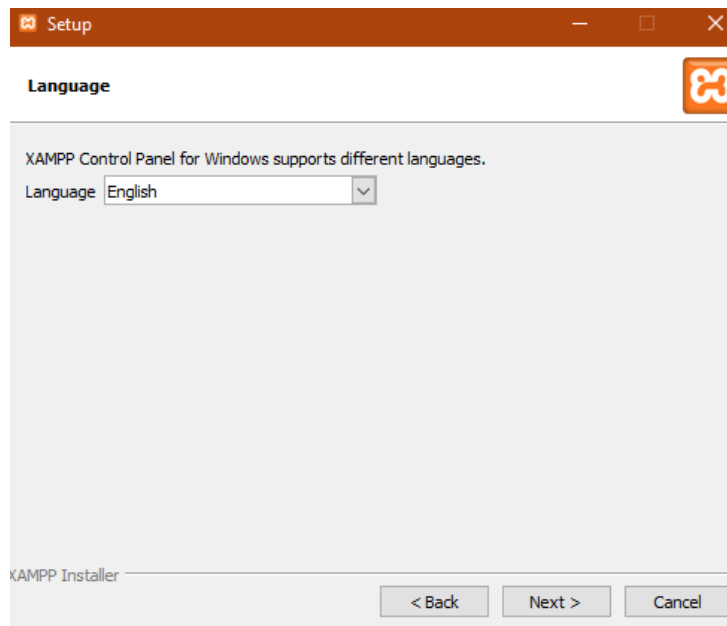 Setup
Language
XAMPP Control Panel for Windows supports different languages.
Language English
XAMPP Installer
< Back Next > Cancel